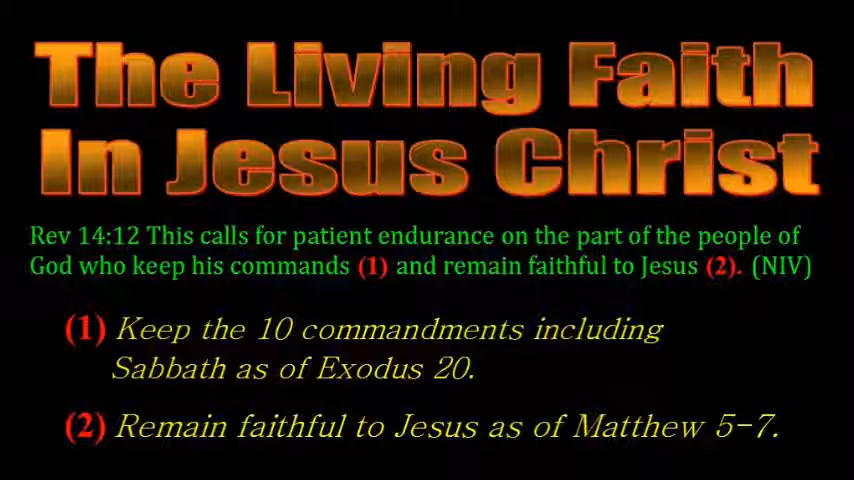 The Living Faith
In Jesus Christ
Rev 14:12 This calls for patient endurance on the part of the people of
God who keep his commands (1) and remain faithful to Jesus (2). (NIV)
(1) Keep the 10 commandments including
Sabbath as of Exodus 20.
(2) Remain faithful to Jesus as of Matthew 5-7.